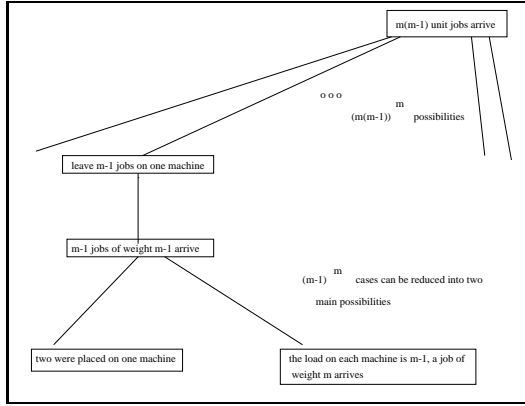 m(m-1) unit jobs arrive
o o o
(m(m-1))^m possibilities
leave m-1 jobs on one machine
m-1 jobs of weight m-1 arrive
(m-1)^m cases can be reduced into two
main possibilities
two were placed on one machine
the load on each machine is m-1, a job of
weight m arrives